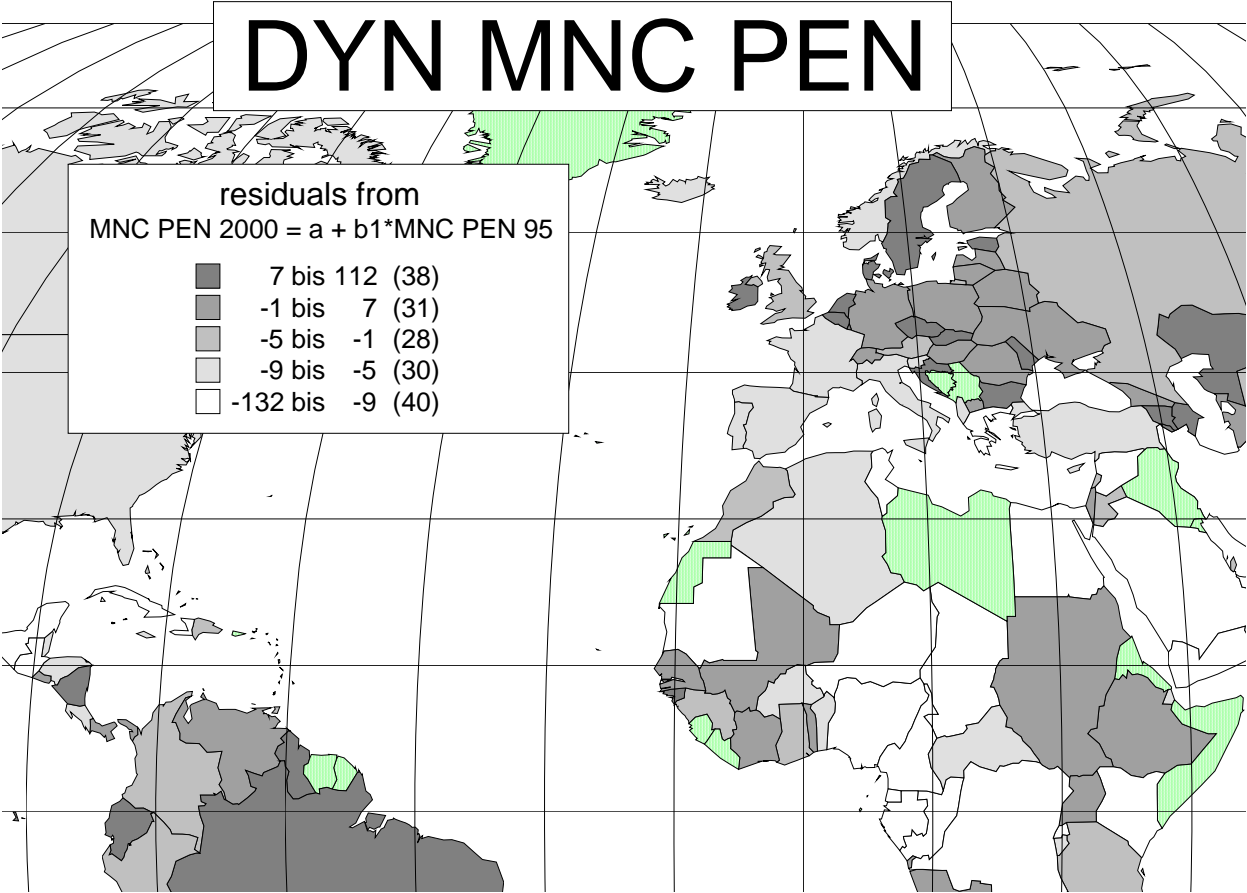 DYN MNC PEN
residuals from
MNC PEN 2000 = a + b1*MNC PEN 95
7 bis 112 (38)
-1 bis 7 (31)
-5 bis -1 (28)
-9 bis -5 (30)
-132 bis -9 (40)